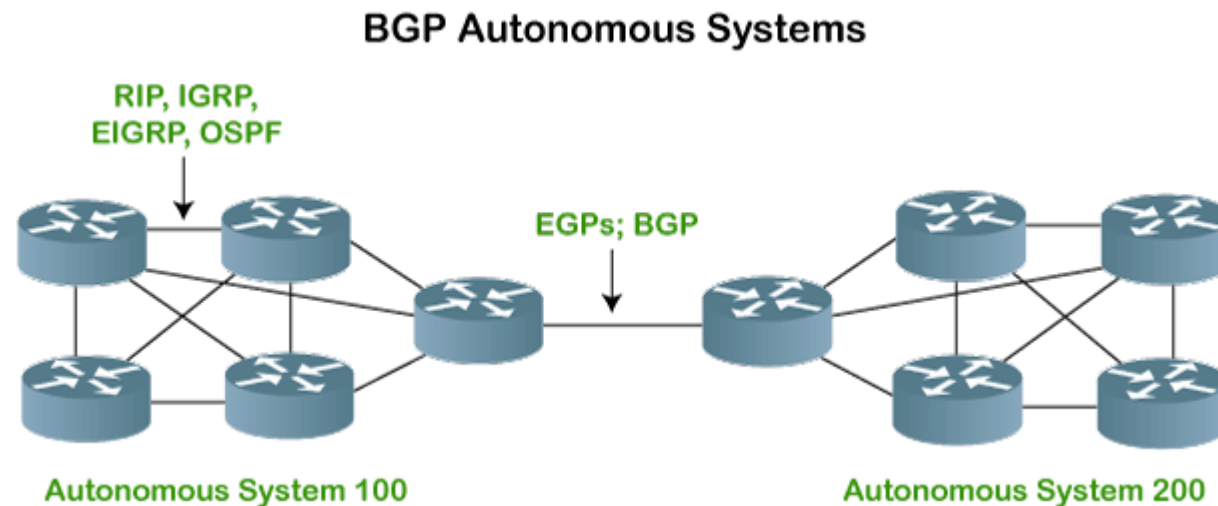 BGP Autonomous Systems
RIP, IGRP,
EIGRP, OSPF
EGPs; BGP
Autonomous System 100
Autonomous System 200